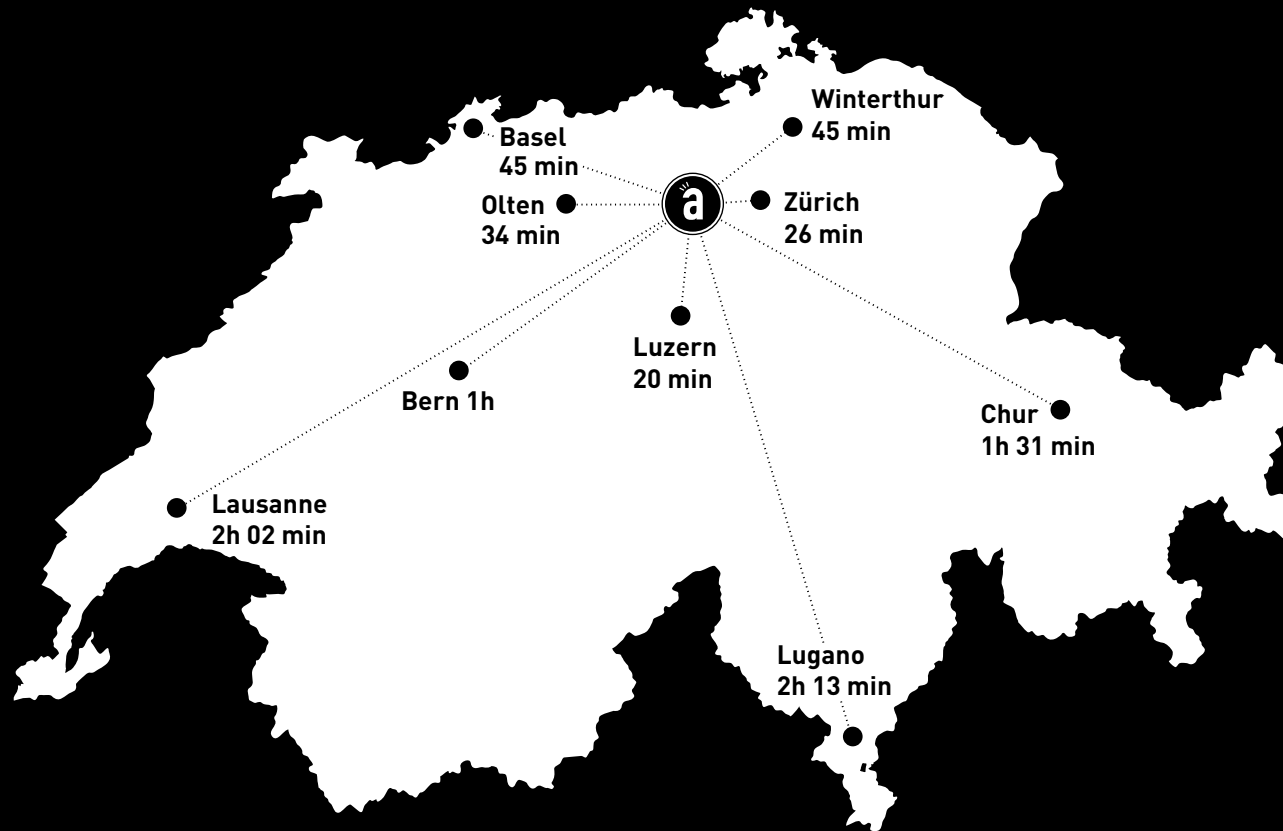 Winterthur
45 min
Basel
45 min
a
Olten
34 min
Zürich
26 min
Luzern
20 min
Bern 1h
Chur
1h 31 min
Lausanne
2h 02 min
Lugano
2h 13 min